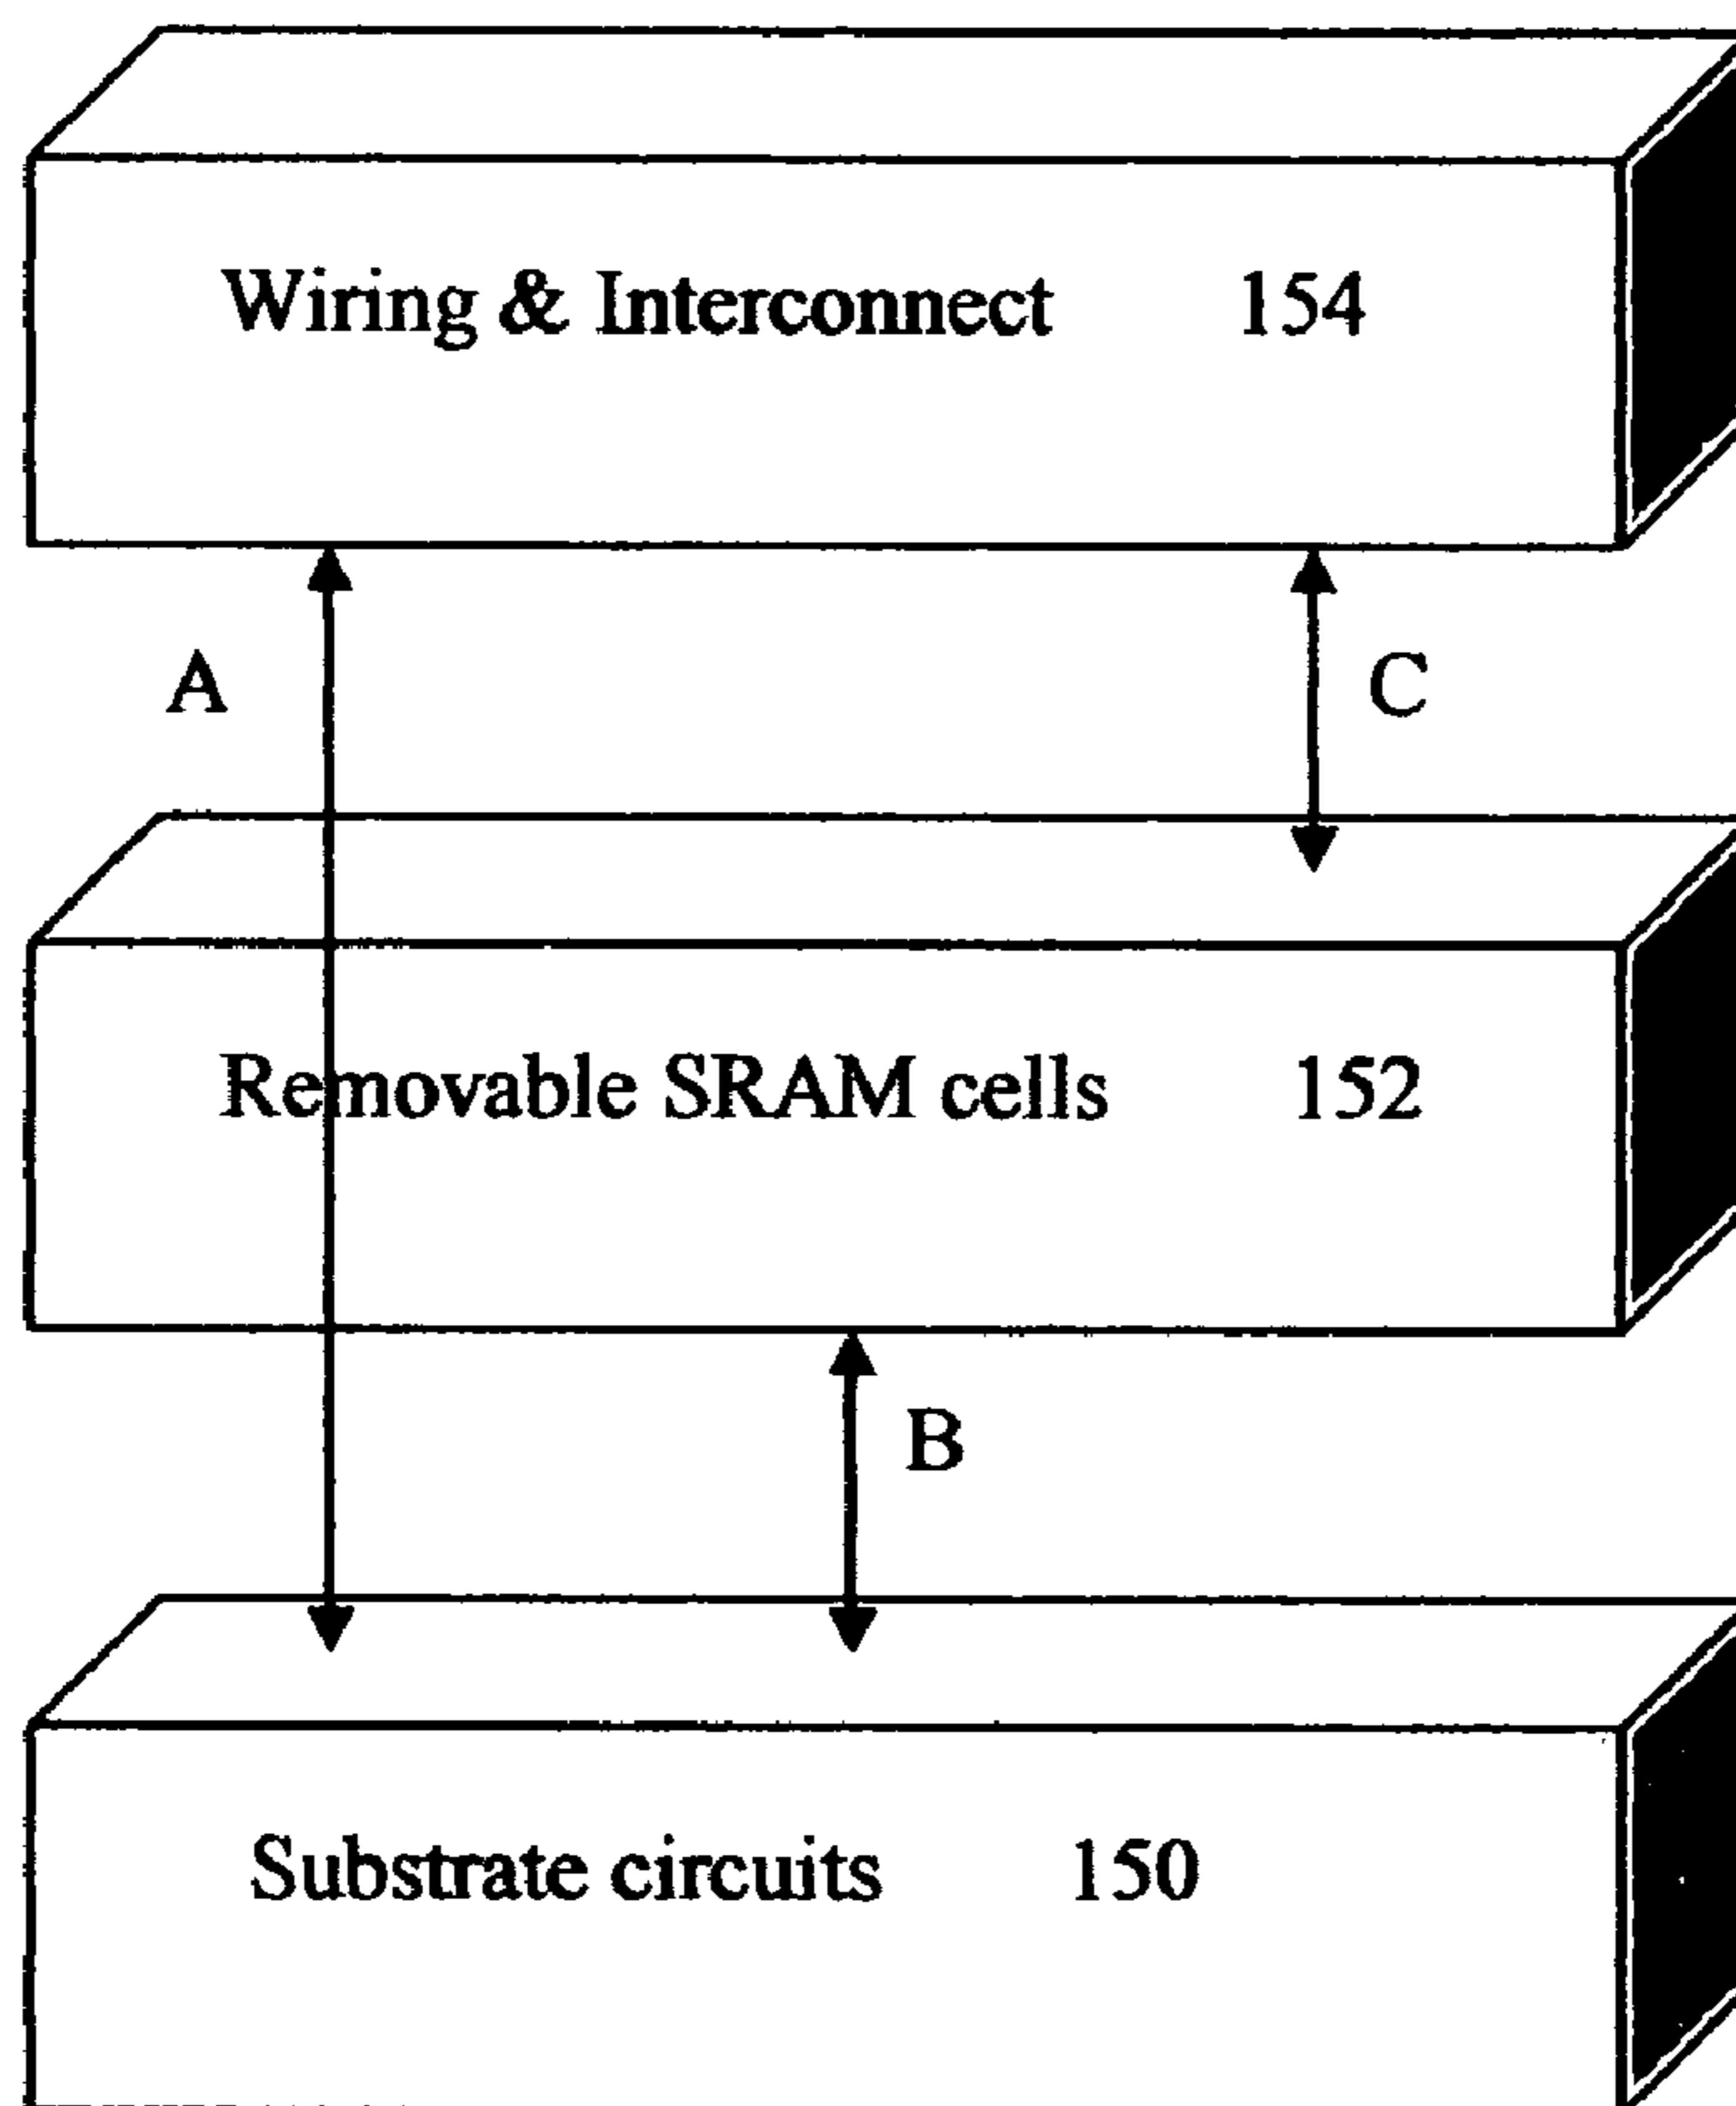 Wiring & Interconnect 154
A C
Removable SRAM cells 152
B
Substrate circuits 150